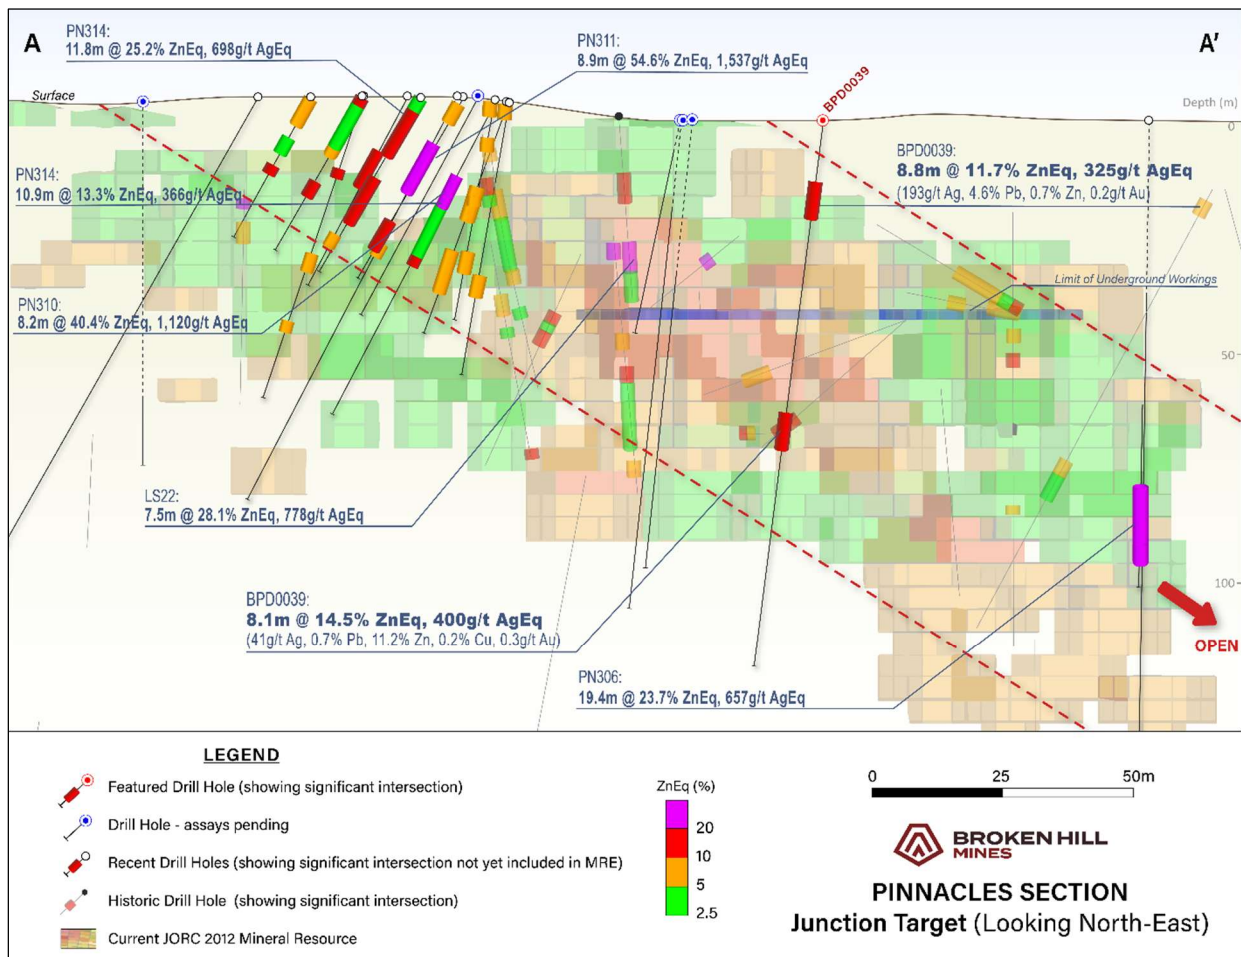 A
A'
PN314:
11.8m @ 25.2% ZnEq, 698g/t AgEq
PN311:
8.9m @ 54.6% ZnEq, 1,537g/t AgEq
BPD0039
Surface
Depth (m)
0
BPD0039:
8.8m @ 11.7% ZnEq, 325g/t AgEq
(193g/t Ag, 4.6% Pb, 0.7% Zn, 0.2g/t Au)
PN314:
10.9m @ 13.3% ZnEq, 366g/t AgEq
Limit of Underground Workings
PN310:
8.2m @ 40.4% ZnEq, 1,120g/t AgEq
50
LS22:
7.5m @ 28.1% ZnEq, 778g/t AgEq
100
BPD0039:
8.1m @ 14.5% ZnEq, 400g/t AgEq
(41g/t Ag, 0.7% Pb, 11.2% Zn, 0.2% Cu, 0.3g/t Au)
OPEN
PN306:
19.4m @ 23.7% ZnEq, 657g/t AgEq
LEGEND
Featured Drill Hole (showing significant intersection)
Drill Hole - assays pending
Recent Drill Holes (showing significant intersection not yet included in MRE)
Historic Drill Hole (showing significant intersection)
Current JORC 2012 Mineral Resource
ZnEq (%)
20
10
5
2.5
0 25 50m
BROKEN HILL
MINES
PINNACLES SECTION
Junction Target (Looking North-East)